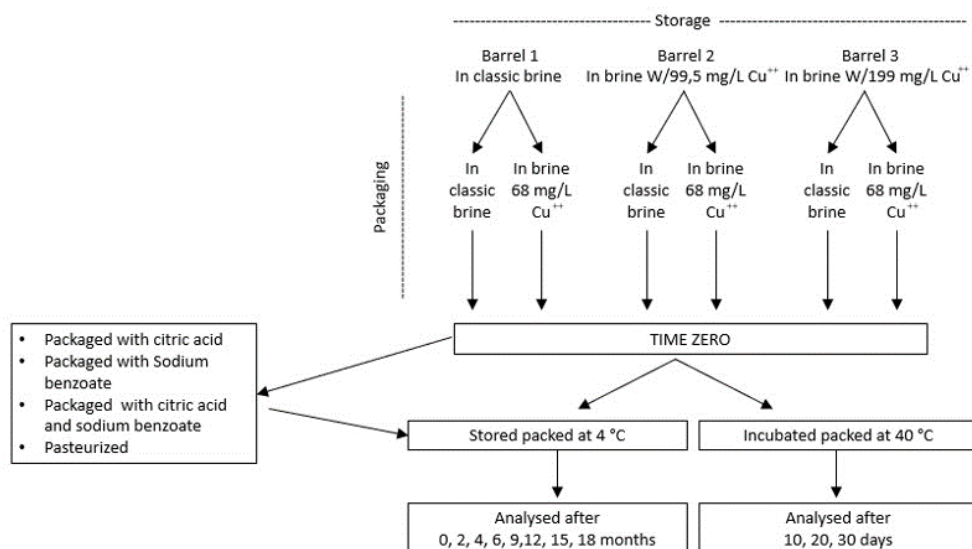 Storage
Barrel 1
In classic brine
Barrel 2
In brine W/99,5 mg/L Cu⁺⁺
Barrel 3
In brine W/199 mg/L Cu⁺⁺
Packaging
In
classic
brine
In brine
68 mg/L
Cu⁺⁺
In
classic
brine
In brine
68 mg/L
Cu⁺⁺
In
classic
brine
In brine
68 mg/L
Cu⁺⁺
TIME ZERO
• Packaged with citric acid
• Packaged with Sodium
benzoate
• Packaged with citric acid
and sodium benzoate
• Pasteurized
Stored packed at 4 °C
Incubated packed at 40 °C
Analysed after
0, 2, 4, 6, 9,12, 15, 18 months
Analysed after
10, 20, 30 days